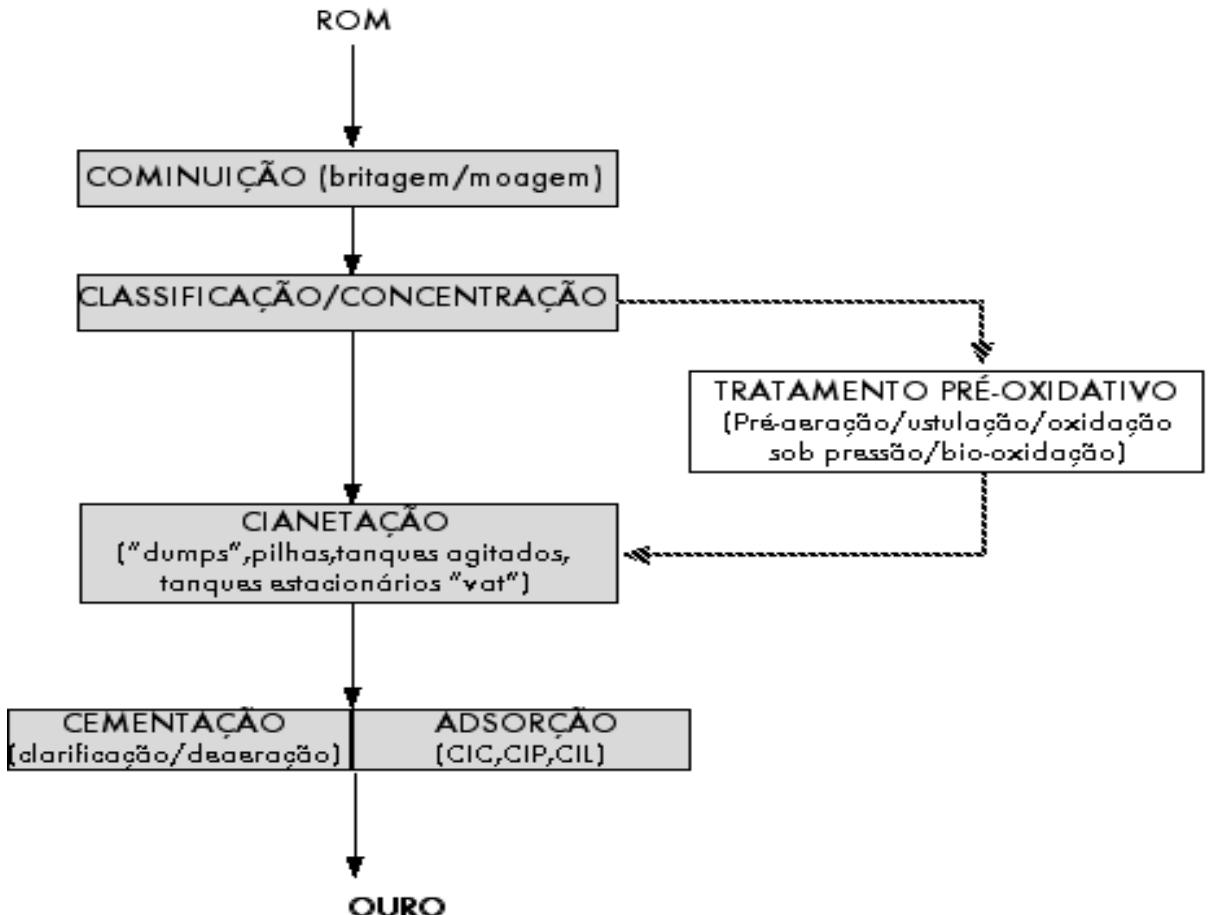 ROM
COMINUIÇÃO (britagem/moagem)
CLASSIFICAÇÃO/CONCENTRAÇÃO
TRATAMENTO PRÉ-OXIDATIVO
(Pré-aeração/ustulação/oxidação
sob pressão/bio-oxidação)
CIANETAÇÃO
("dumps",pilhas,tanques agitados,
tanques estacionários "vat")
CEMENTAÇÃO
(clarificação/deaeração)
ADSORÇÃO
(CIC,CIP,CIL)
OURO